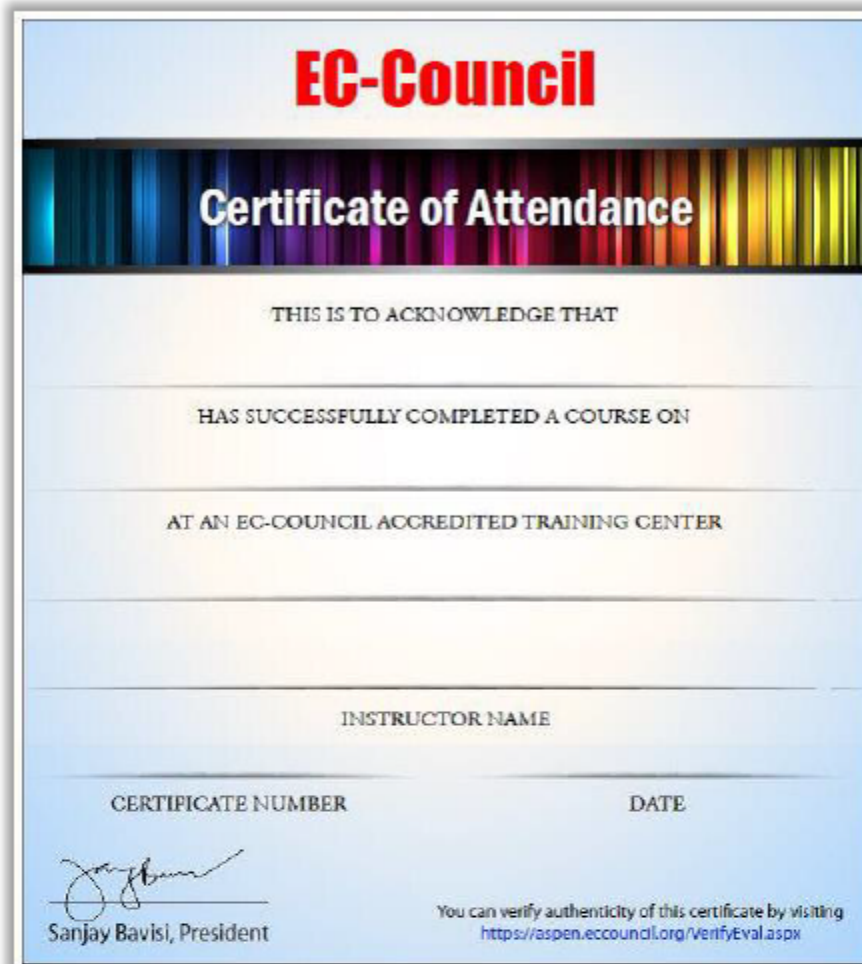 EC-Council
Certificate of Attendance
THIS IS TO ACKNOWLEDGE THAT
HAS SUCCESSFULLY COMPLETED A COURSE ON
AT AN EC-COUNCIL ACCREDITED TRAINING CENTER
INSTRUCTOR NAME
CERTIFICATE NUMBER DATE
Sanjay Bavisi, President
You can verify authenticity of this certificate by visiting
https://aspen.eccouncil.org/VerifyEval.aspx